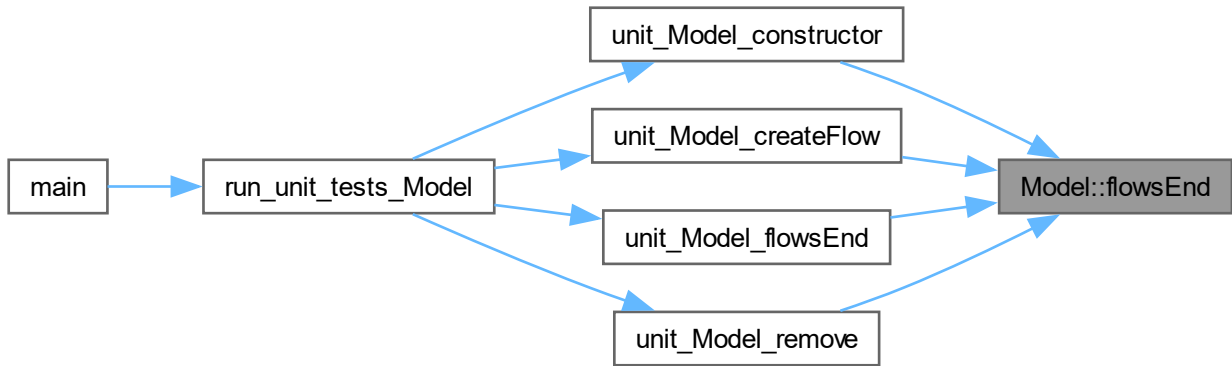 unit_Model_constructor
unit_Model_createFlow
main
run_unit_tests_Model
Model::flowsEnd
unit_Model_flowsEnd
unit_Model_remove